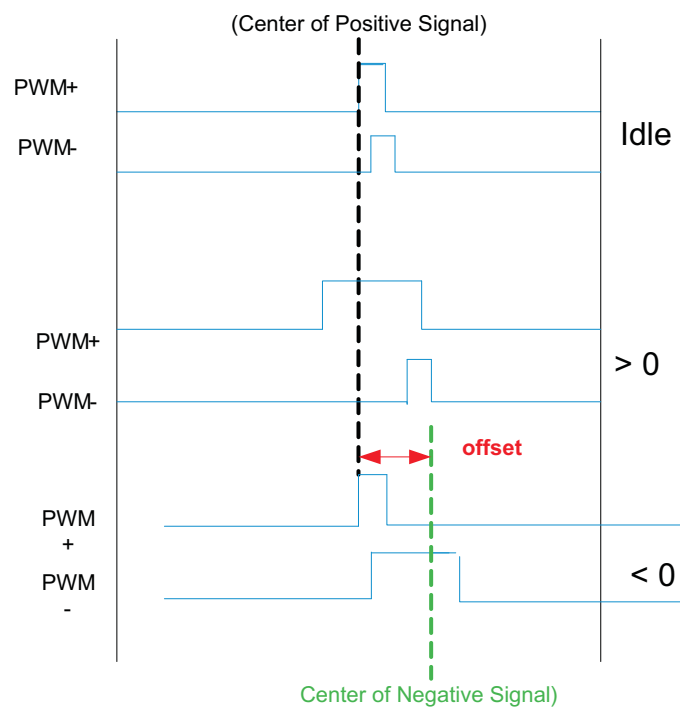 (Center of Positive Signal)
PWM+
PWM-
Idle
PWM+
> 0
PWM-
offset
PWM
+
PWM
-
< 0
Center of Negative Signal)